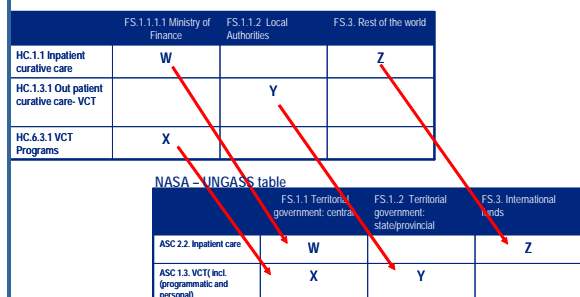 FS.1.1.1.1 Ministry of Finance
FS.1.1.2 Local Authorities
FS.3. Rest of the world
HC.1.1 Inpatient curative care
W
Z
HC.1.3.1 Out patient curative care- VCT
Y
HC.6.3.1 VCT Programs
X
NASA – UNGASS table
FS.1.1 Territorial government: central
FS.1..2 Territorial government: state/provincial
FS.3. International funds
ASC 2.2. Inpatient care
W
Z
ASC 1.3. VCT( incl. (programmatic and personal)
X
Y